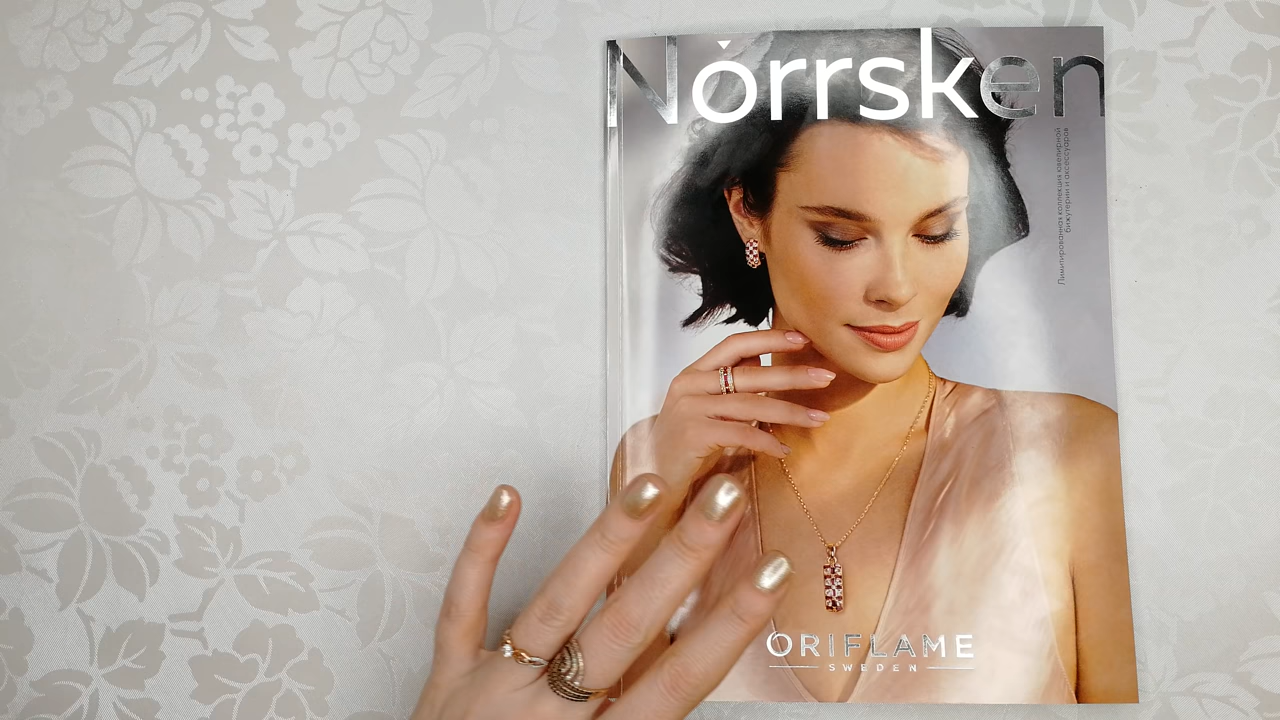 Nórrsken
Лимитированная коллекция ювелирной
бижутерии и аксессуаров
ORIFLAME
SWEDEN